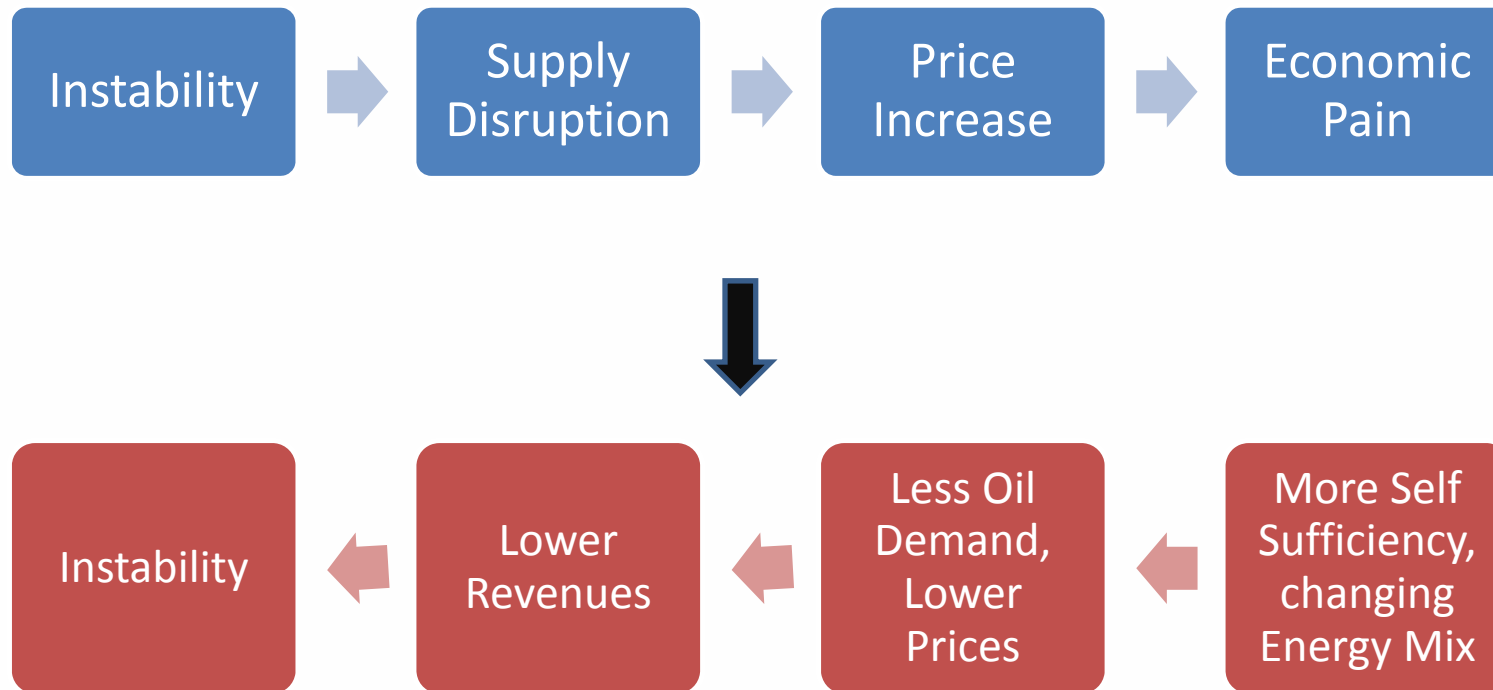 Instability
Supply
Disruption
Price
Increase
Economic
Pain
Instability
Lower
Revenues
Less Oil
Demand,
Lower
Prices
More Self
Sufficiency,
changing
Energy Mix